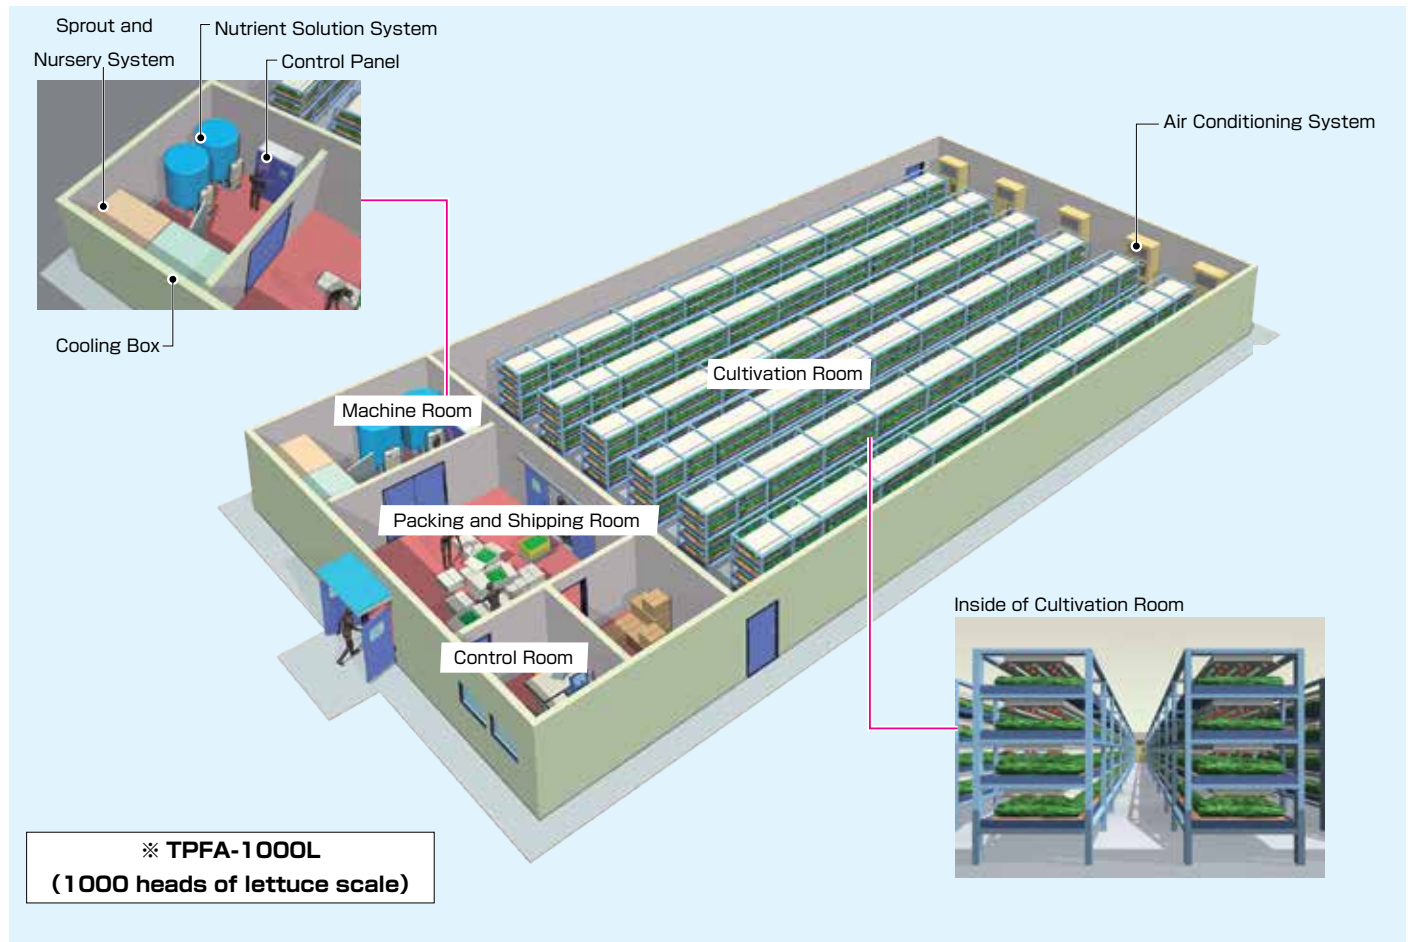 Sprout and
Nursery System
Nutrient Solution System
Control Panel
Cooling Box
Air Conditioning System
Cultivation Room
Machine Room
Packing and Shipping Room
Control Room
Inside of Cultivation Room
※ TPFA-1000L
(1000 heads of lettuce scale)